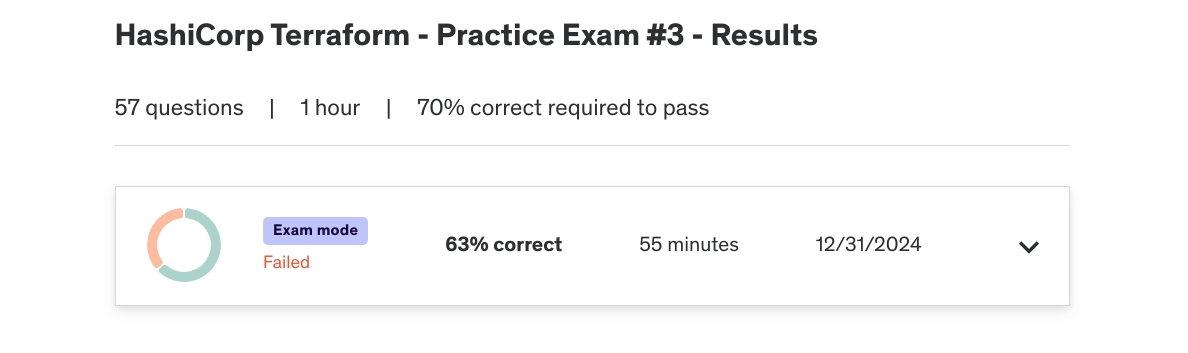 HashiCorp Terraform - Practice Exam #3 - Results
57 questions | 1 hour | 70% correct required to pass
Exam mode
Failed
63% correct
55 minutes
12/31/2024